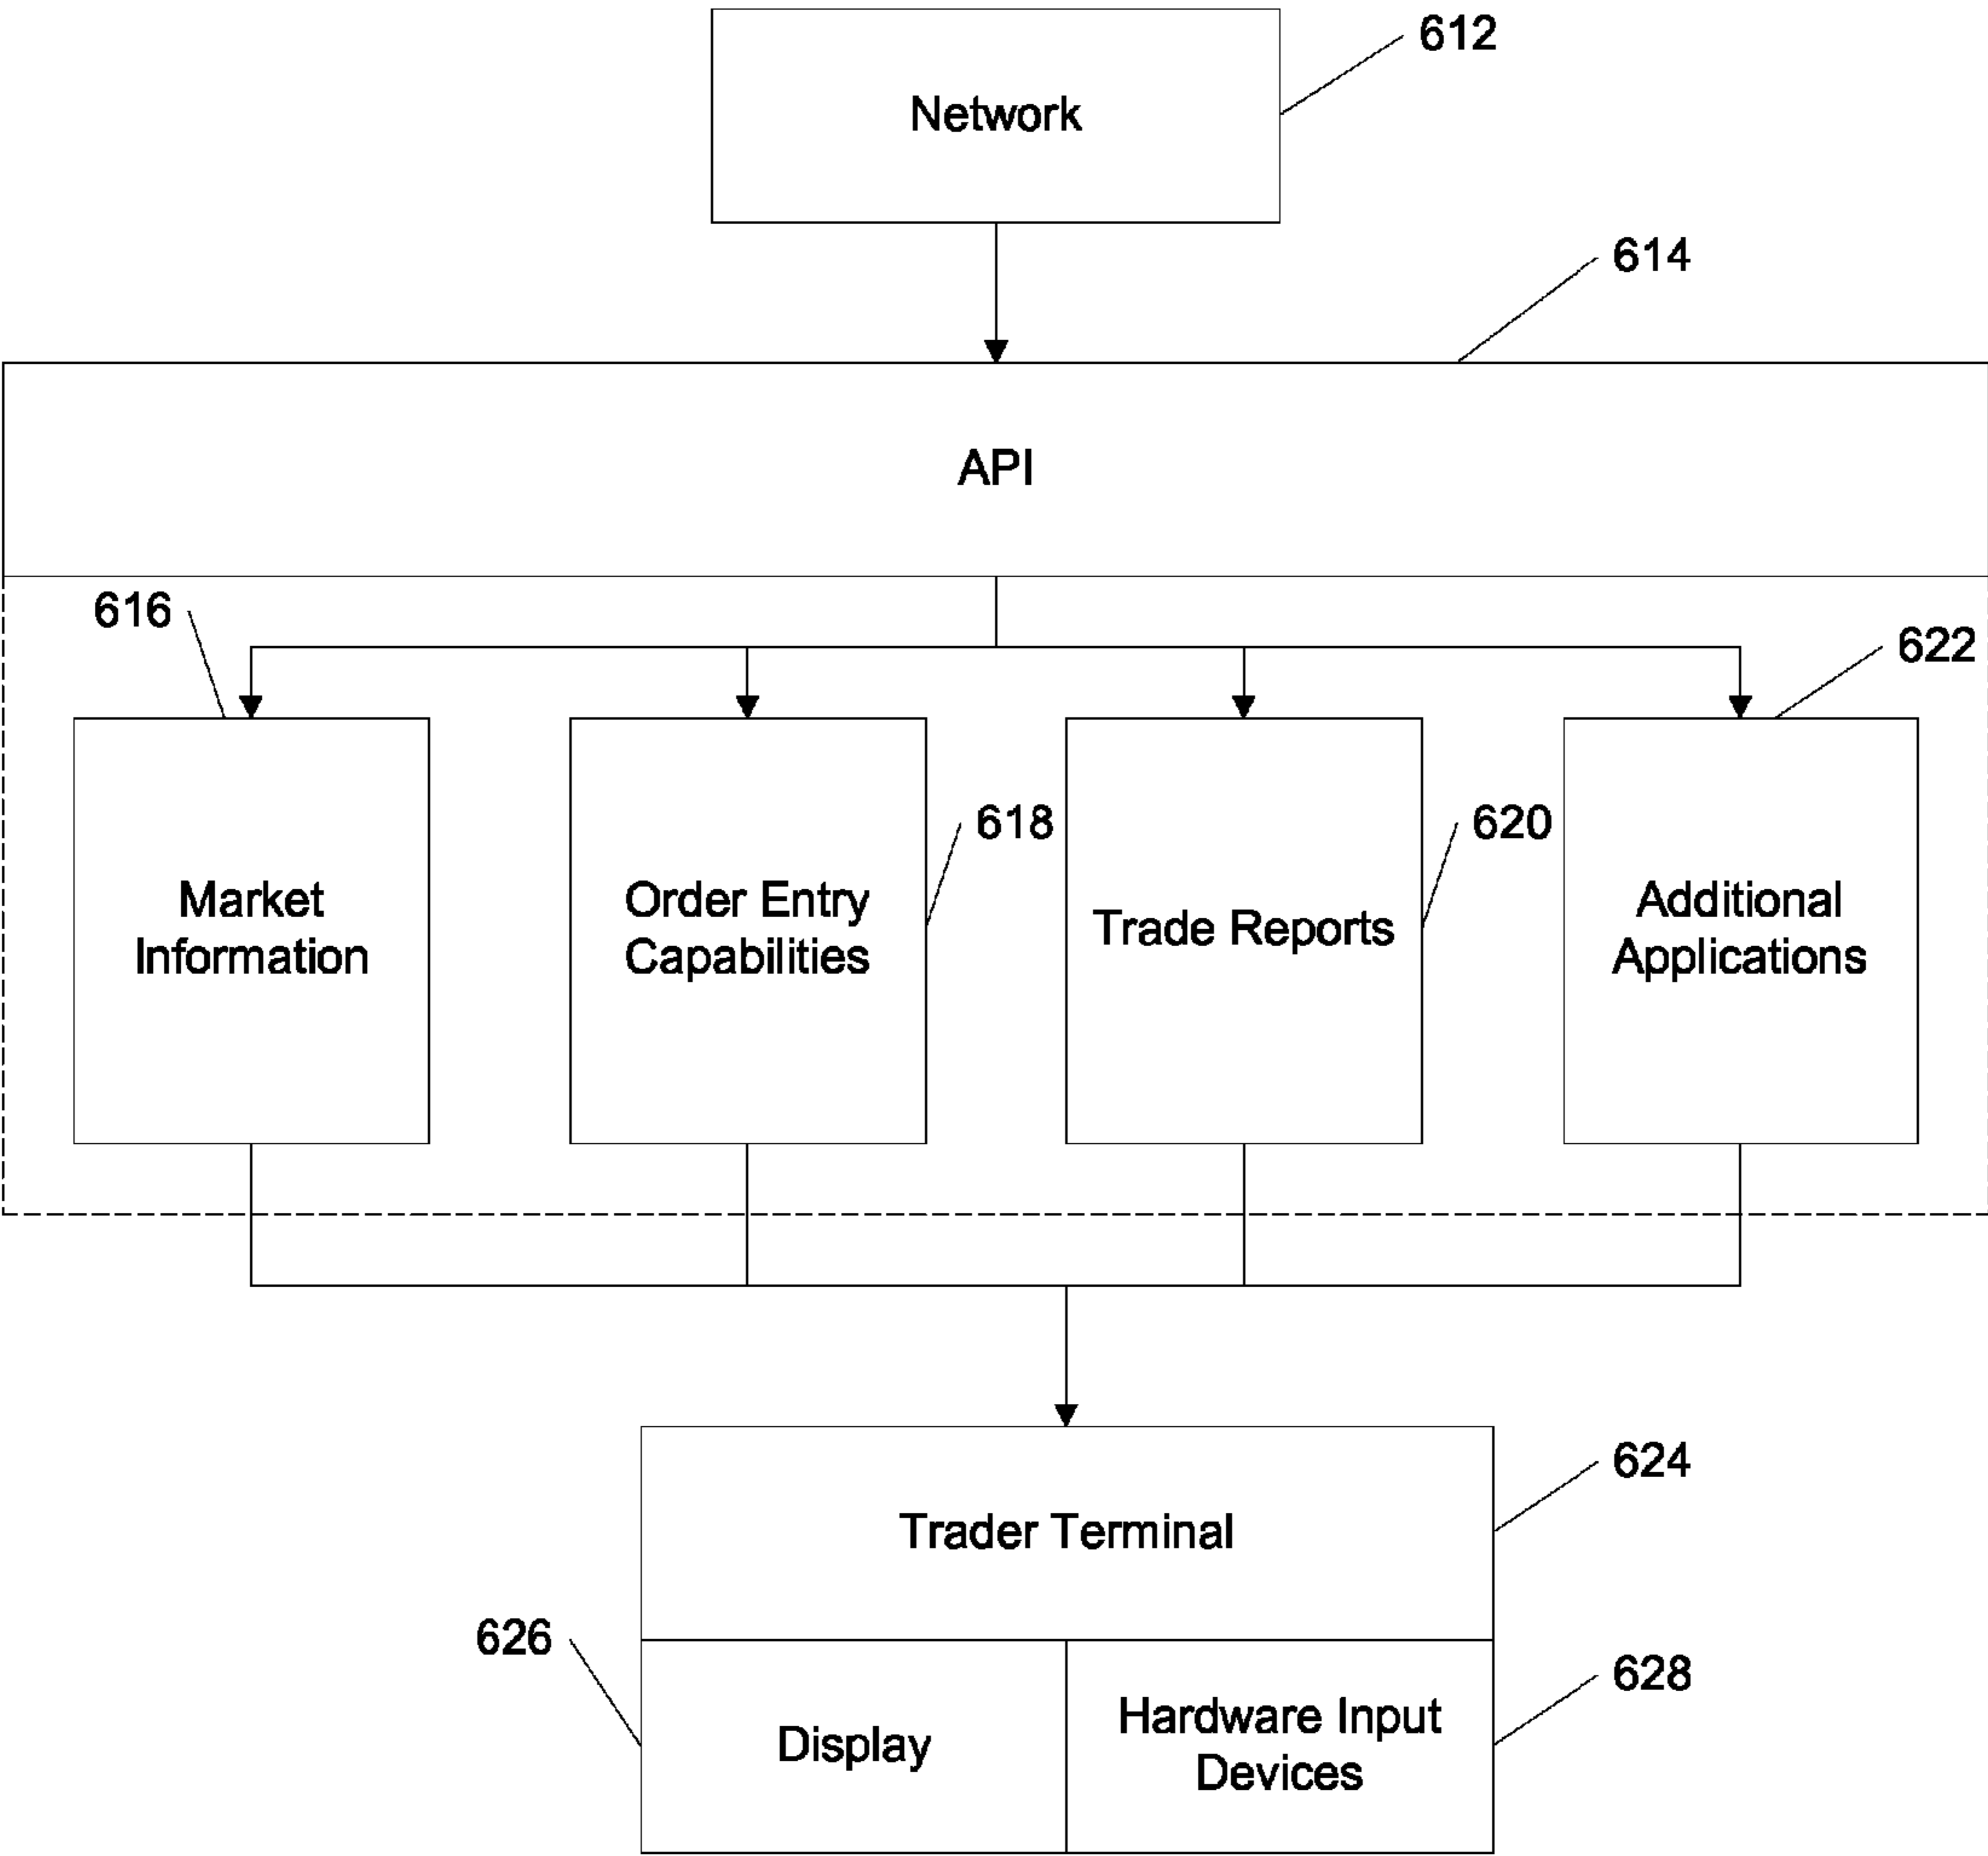 612
Network
614
API
616
622
618
620
Market
Information
Order Entry
Capabilities
Trade Reports
Additional
Applications
624
Trader Terminal
626
628
Display
Hardware Input
Devices